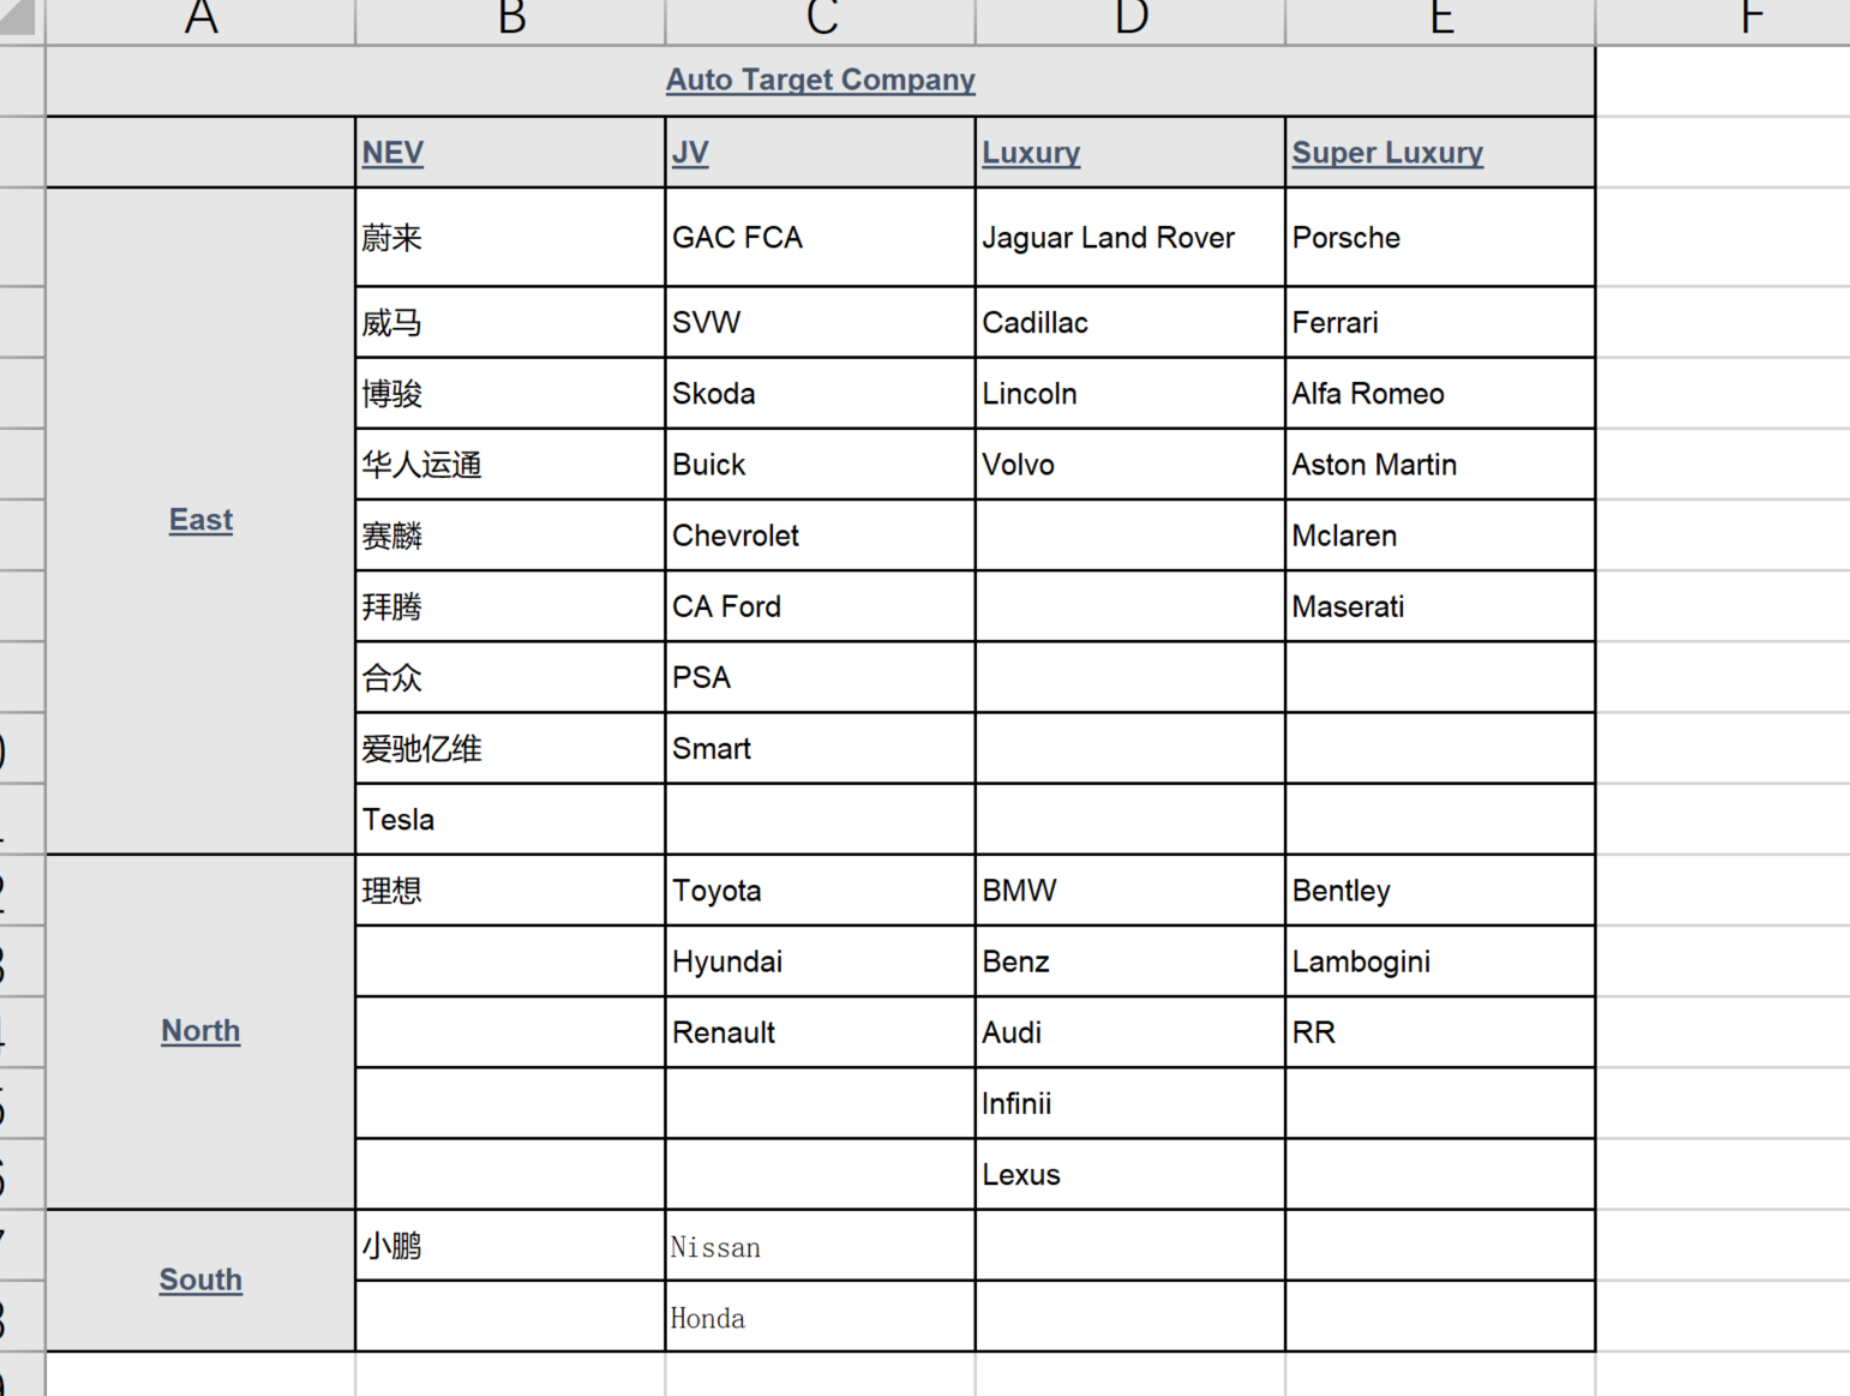 A B C D E F
Auto Target Company
NEV JV Luxury Super Luxury
蔚来 GAC FCA Jaguar Land Rover Porsche
威马 SVW Cadillac Ferrari
博骏 Skoda Lincoln Alfa Romeo
华人运通 Buick Volvo Aston Martin
East
赛麟 Chevrolet Mclaren
拜腾 CA Ford Maserati
合众 PSA
爱驰亿维 Smart
Tesla
理想 Toyota BMW Bentley
Hyundai Benz Lambogini
North
Renault Audi RR
Infinii
Lexus
小鹏 Nissan
South
Honda